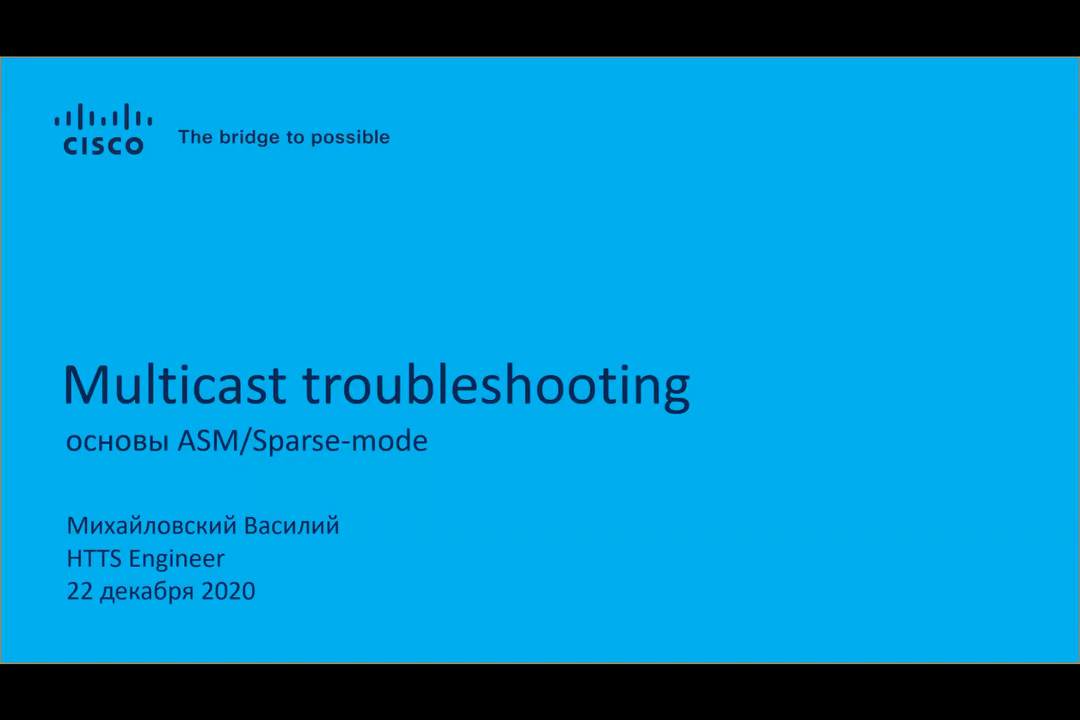 CISCO
The bridge to possible
Multicast troubleshooting
основы ASM/Sparse-mode
Михайловский Василий
HTTS Engineer
22 декабря 2020